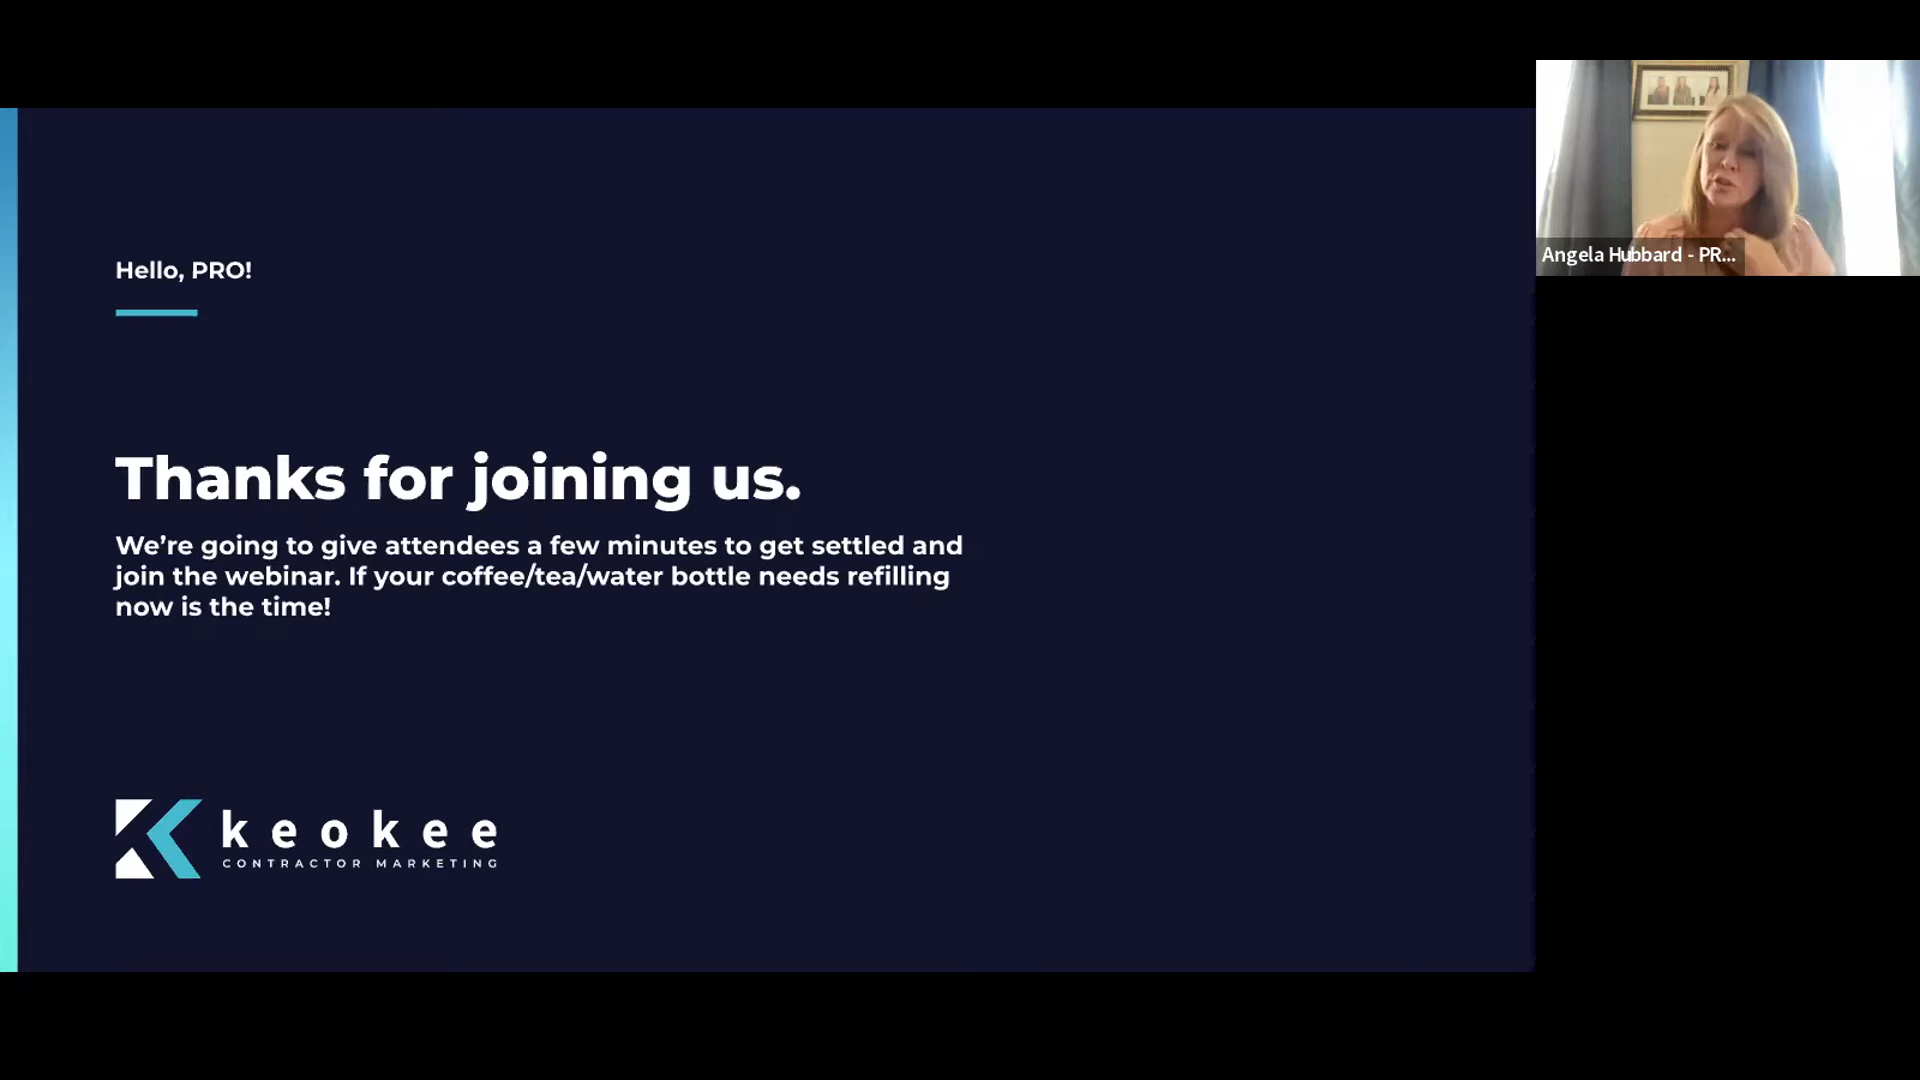 Hello, PRO!
Thanks for joining us.
We’re going to give attendees a few minutes to get settled and
join the webinar. If your coffee/tea/water bottle needs refilling
now is the time!
keokee
CONTRACTOR MARKETING
Angela Hubbard - PR...